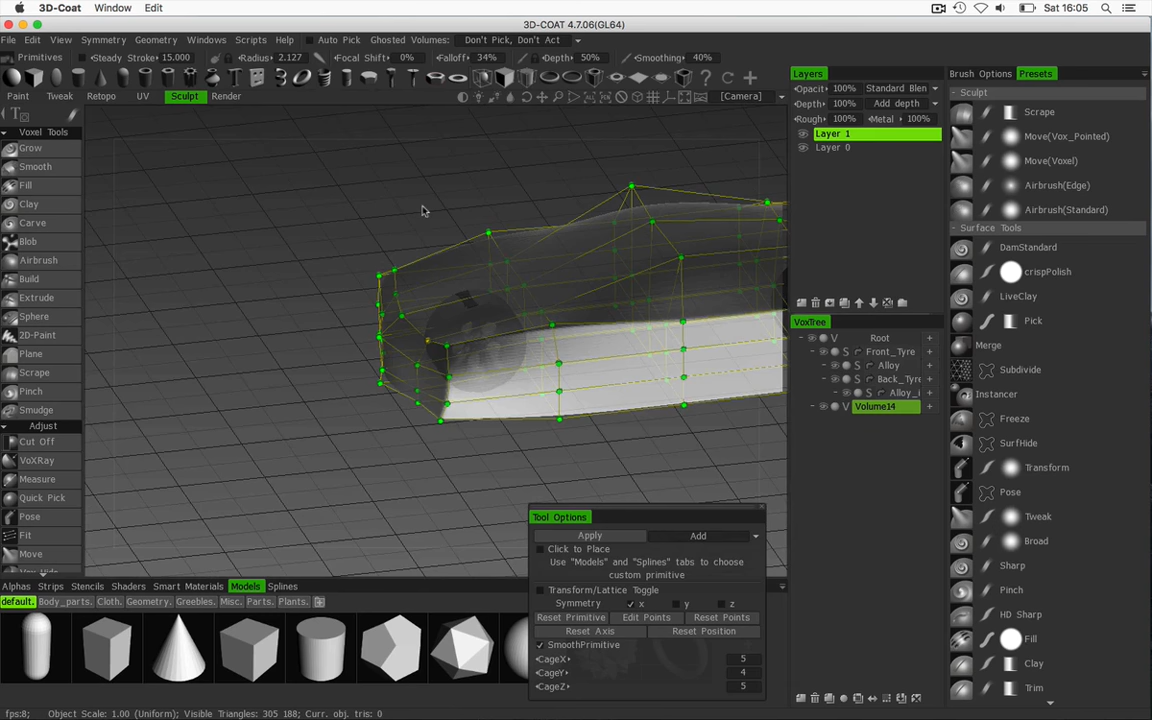 3D-Coat Window Edit Sat 16:05
3D-COAT 4.7.06(GL64)
File Edit View Symmetry Geometry Windows Scripts Help Auto Pick Ghosted Volumes: Don't Pick, Don't Act
Primitives Steady Stroke 15.000 Radius 2.127 Focal Shift 0% Falloff 34% Depth 50% Smoothing 40%
Paint Tweak Retopo UV Sculpt Render [Camera]
Voxel Tools
Grow
Smooth
Fill
Clay
Carve
Blob
Airbrush
Build
Extrude
Sphere
2D-Paint
Plane
Scrape
Pinch
Smudge
Adjust
Cut Off
VoXRay
Measure
Quick Pick
Pose
Fit
Move
Layers
Opacit 100% Standard Blen
Depth 100% Add depth
Rough 100% Metal 100%
Layer 1
Layer 0
VoxTree
V Root +
S Front_Tyre +
S Alloy +
S Back_Tyre +
S Alloy_ +
V Volume14 +
Brush Options Presets
Sculpt
Scrape
Move(Vox_Pointed)
Move(Voxel)
Airbrush(Edge)
Airbrush(Standard)
Surface Tools
DamStandard
crispPolish
LiveClay
Pick
Merge
Subdivide
Instancer
Freeze
SurfHide
Transform
Pose
Tweak
Broad
Sharp
Pinch
HD Sharp
Fill
Clay
Trim
Tool Options
Apply Add
Click to Place
Use "Models" and "Splines" tabs to choose
custom primitive
Transform/Lattice Toggle
Symmetry x y z
Reset Primitive Edit Points Reset Points
Reset Axis Reset Position
SmoothPrimitive
CageX 5
CageY 4
CageZ 5
Alphas Strips Stencils Shaders Smart Materials Models Splines
default. Body_parts. Cloth. Geometry. Greebles. Misc. Parts. Plants.
fps:8; Object Scale: 1.00 (Uniform); Visible Triangles: 305 188; Curr. obj. tris: 0